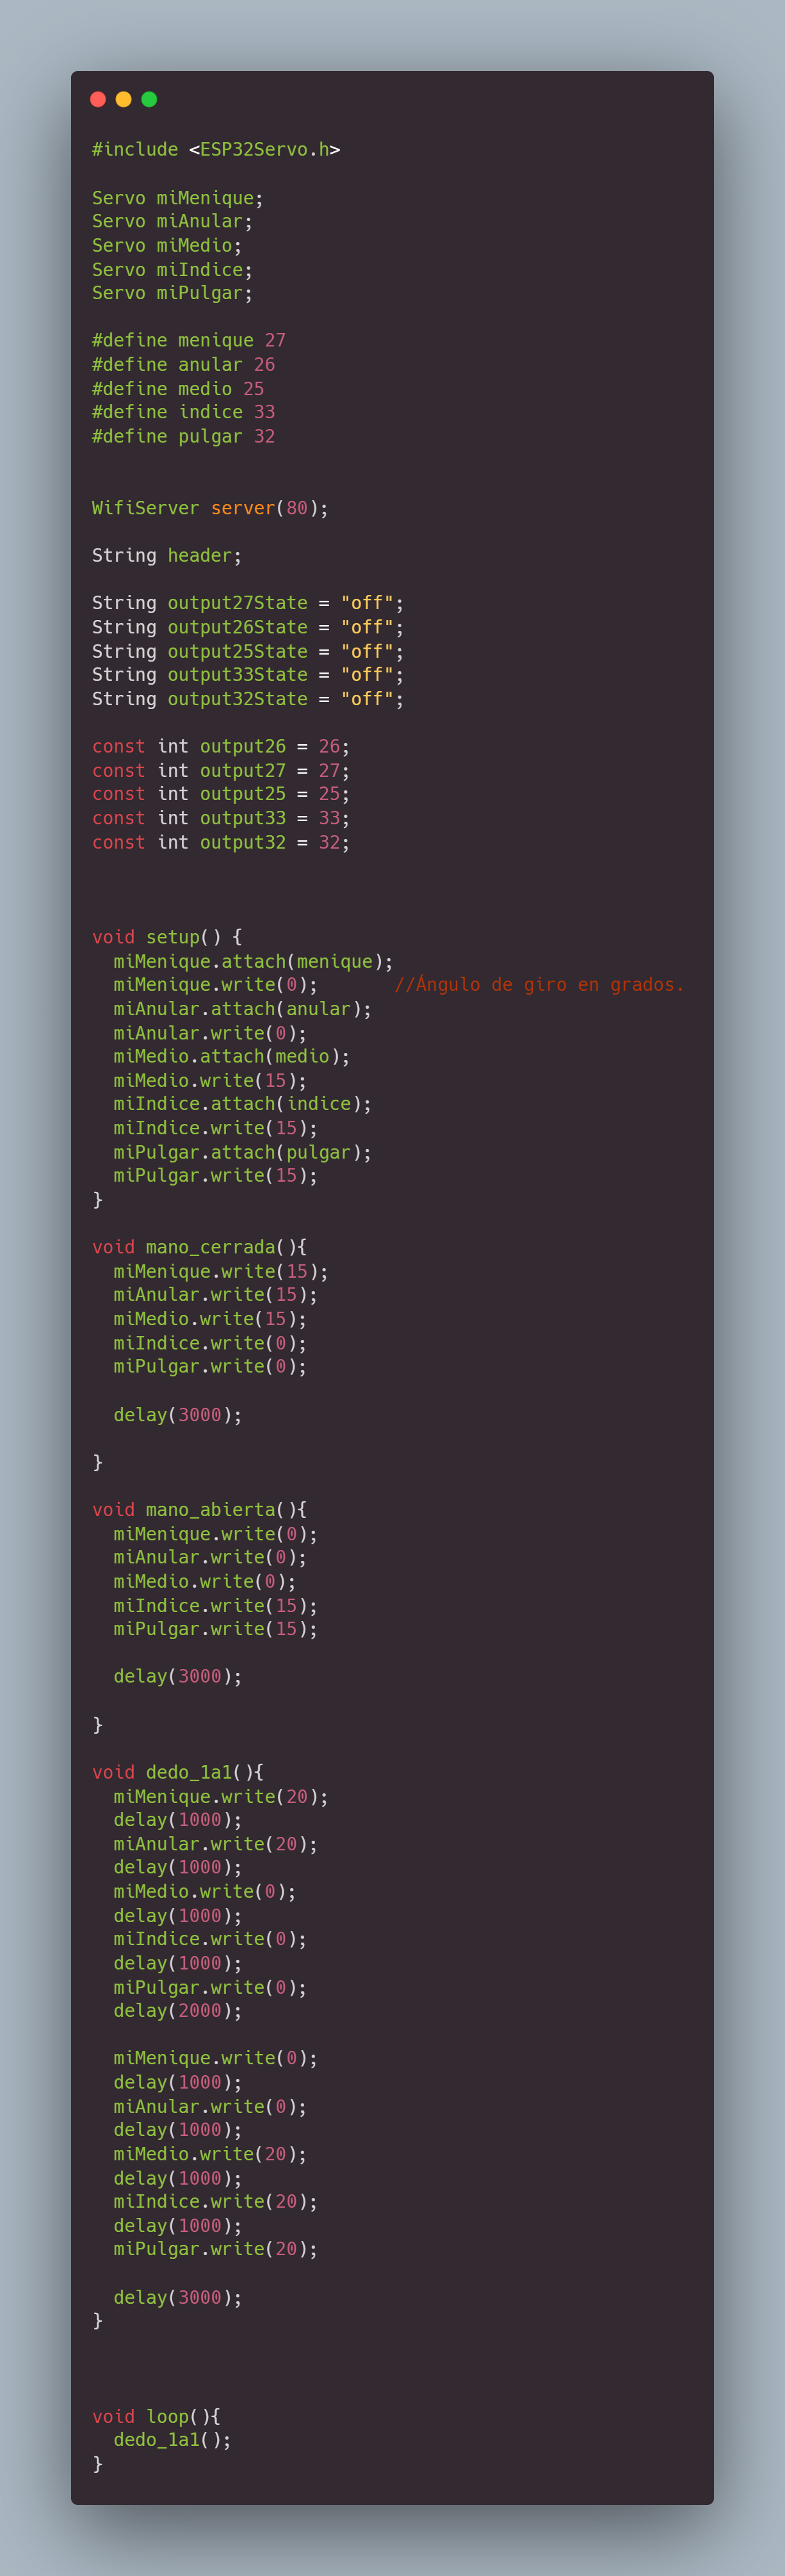 #include <ESP32Servo.h>
Servo miMenique;
Servo miAnular;
Servo miMedio;
Servo miIndice;
Servo miPulgar;
#define menique 27
#define anular 26
#define medio 25
#define indice 33
#define pulgar 32
WifiServer server(80);
String header;
String output27State = "off";
String output26State = "off";
String output25State = "off";
String output33State = "off";
String output32State = "off";
const int output26 = 26;
const int output27 = 27;
const int output25 = 25;
const int output33 = 33;
const int output32 = 32;
void setup() {
  miMenique.attach(menique);
  miMenique.write(0);       //Ángulo de giro en grados.
  miAnular.attach(anular);
  miAnular.write(0);
  miMedio.attach(medio);
  miMedio.write(15);
  miIndice.attach(indice);
  miIndice.write(15);
  miPulgar.attach(pulgar);
  miPulgar.write(15);
}
void mano_cerrada(){
  miMenique.write(15);
  miAnular.write(15);
  miMedio.write(15);
  miIndice.write(0);
  miPulgar.write(0);
  delay(3000);
}
void mano_abierta(){
  miMenique.write(0);
  miAnular.write(0);
  miMedio.write(0);
  miIndice.write(15);
  miPulgar.write(15);
  delay(3000);
}
void dedo_1a1(){
  miMenique.write(20);
  delay(1000);
  miAnular.write(20);
  delay(1000);
  miMedio.write(0);
  delay(1000);
  miIndice.write(0);
  delay(1000);
  miPulgar.write(0);
  delay(2000);
  miMenique.write(0);
  delay(1000);
  miAnular.write(0);
  delay(1000);
  miMedio.write(20);
  delay(1000);
  miIndice.write(20);
  delay(1000);
  miPulgar.write(20);
  delay(3000);
}
void loop(){
  dedo_1a1();
}